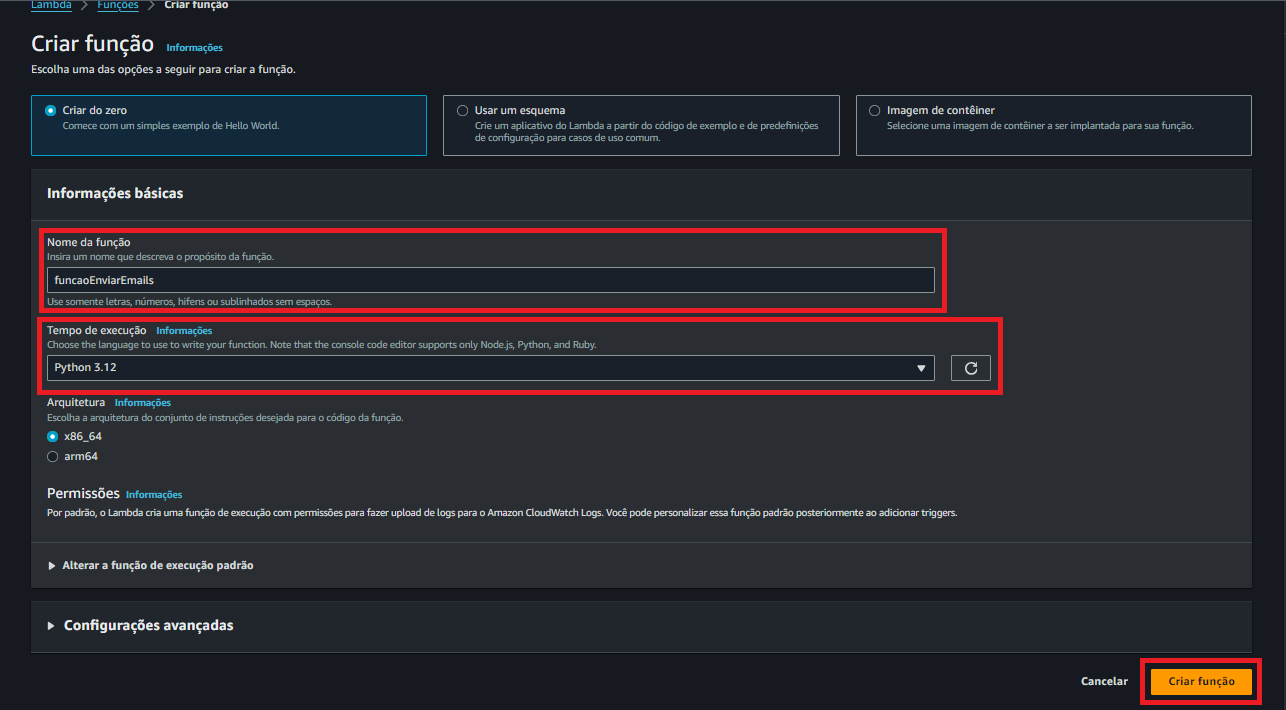 Lambda > Funções > Criar função
Criar função Informações
Escolha uma das opções a seguir para criar a função.
Criar do zero
Comece com um simples exemplo de Hello World.
Usar um esquema
Crie um aplicativo do Lambda a partir do código de exemplo e de predefinições
de configuração para casos de uso comum.
Imagem de contêiner
Selecione uma imagem de contêiner a ser implantada para sua função.
Informações básicas
Nome da função
Insira um nome que descreva o propósito da função.
funcaoEnviarEmails
Use somente letras, números, hifens ou sublinhados sem espaços.
Tempo de execução Informações
Choose the language to use to write your function. Note that the console code editor supports only Node.js, Python, and Ruby.
Python 3.12
Arquitetura Informações
Escolha a arquitetura do conjunto de instruções desejada para o código da função.
x86_64
arm64
Permissões Informações
Por padrão, o Lambda cria uma função de execução com permissões para fazer upload de logs para o Amazon CloudWatch Logs. Você pode personalizar essa função padrão posteriormente ao adicionar triggers.
Alterar a função de execução padrão
Configurações avançadas
Cancelar
Criar função